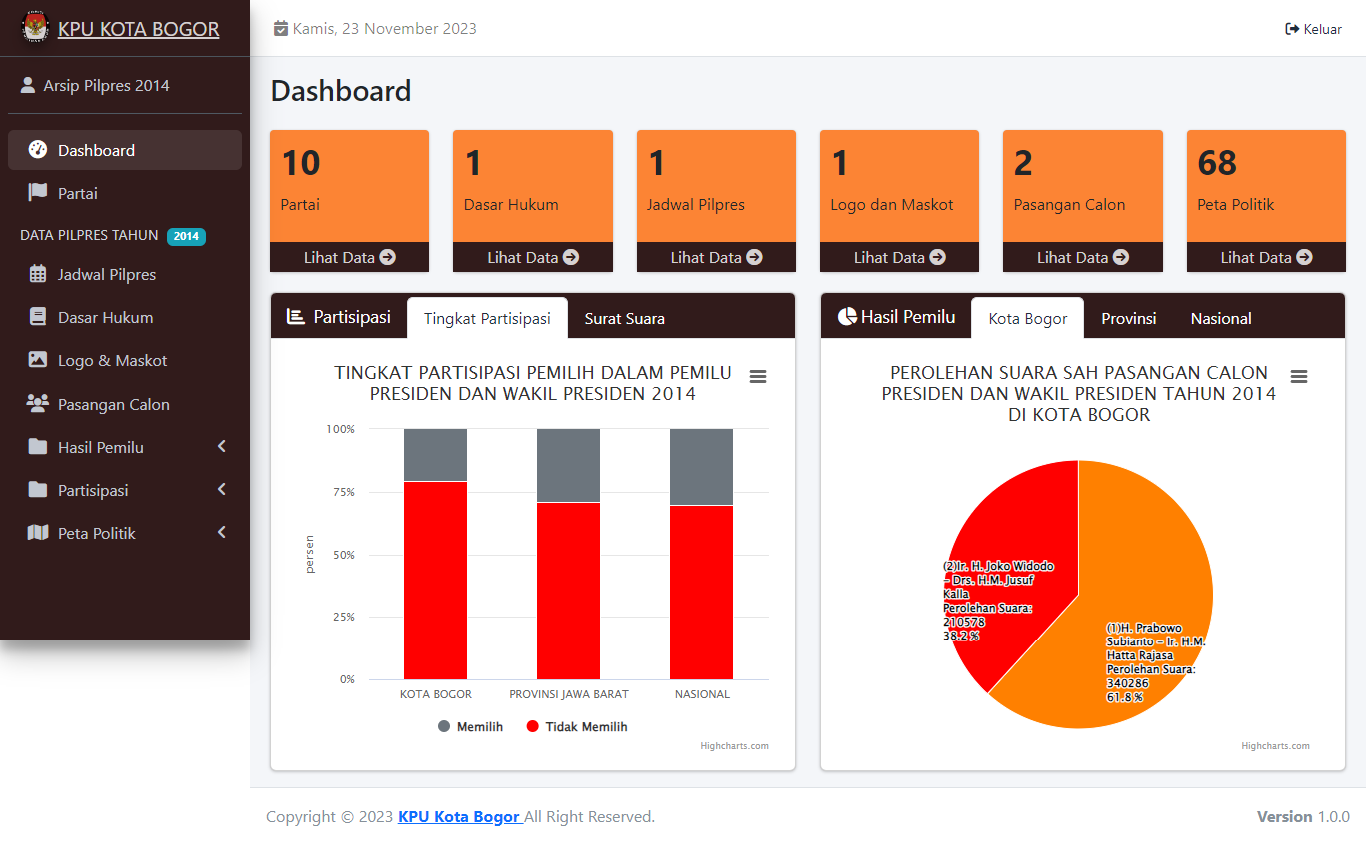 KPU KOTA BOGOR
Kamis, 23 November 2023
Keluar
Arsip Pilpres 2014
Dashboard
Partai
DATA PILPRES TAHUN 2014
Jadwal Pilpres
Dasar Hukum
Logo & Maskot
Pasangan Calon
Hasil Pemilu
Partisipasi
Peta Politik
Dashboard
10
Partai
Lihat Data
1
Dasar Hukum
Lihat Data
1
Jadwal Pilpres
Lihat Data
1
Logo dan Maskot
Lihat Data
2
Pasangan Calon
Lihat Data
68
Peta Politik
Lihat Data
Partisipasi Tingkat Partisipasi Surat Suara
TINGKAT PARTISIPASI PEMILIH DALAM PEMILU
PRESIDEN DAN WAKIL PRESIDEN 2014
100%
75%
50%
25%
0%
persen
KOTA BOGOR PROVINSI JAWA BARAT NASIONAL
Memilih Tidak Memilih
Highcharts.com
Hasil Pemilu Kota Bogor Provinsi Nasional
PEROLEHAN SUARA SAH PASANGAN CALON
PRESIDEN DAN WAKIL PRESIDEN TAHUN 2014
DI KOTA BOGOR
(2)Ir. H. Joko Widodo
– Drs. H.M. Jusuf
Kalla
Perolehan Suara:
210578
38.2 %
(1)H. Prabowo
Subianto – Ir. H.M.
Hatta Rajasa
Perolehan Suara:
340286
61.8 %
Highcharts.com
Copyright © 2023 KPU Kota Bogor All Right Reserved.
Version 1.0.0